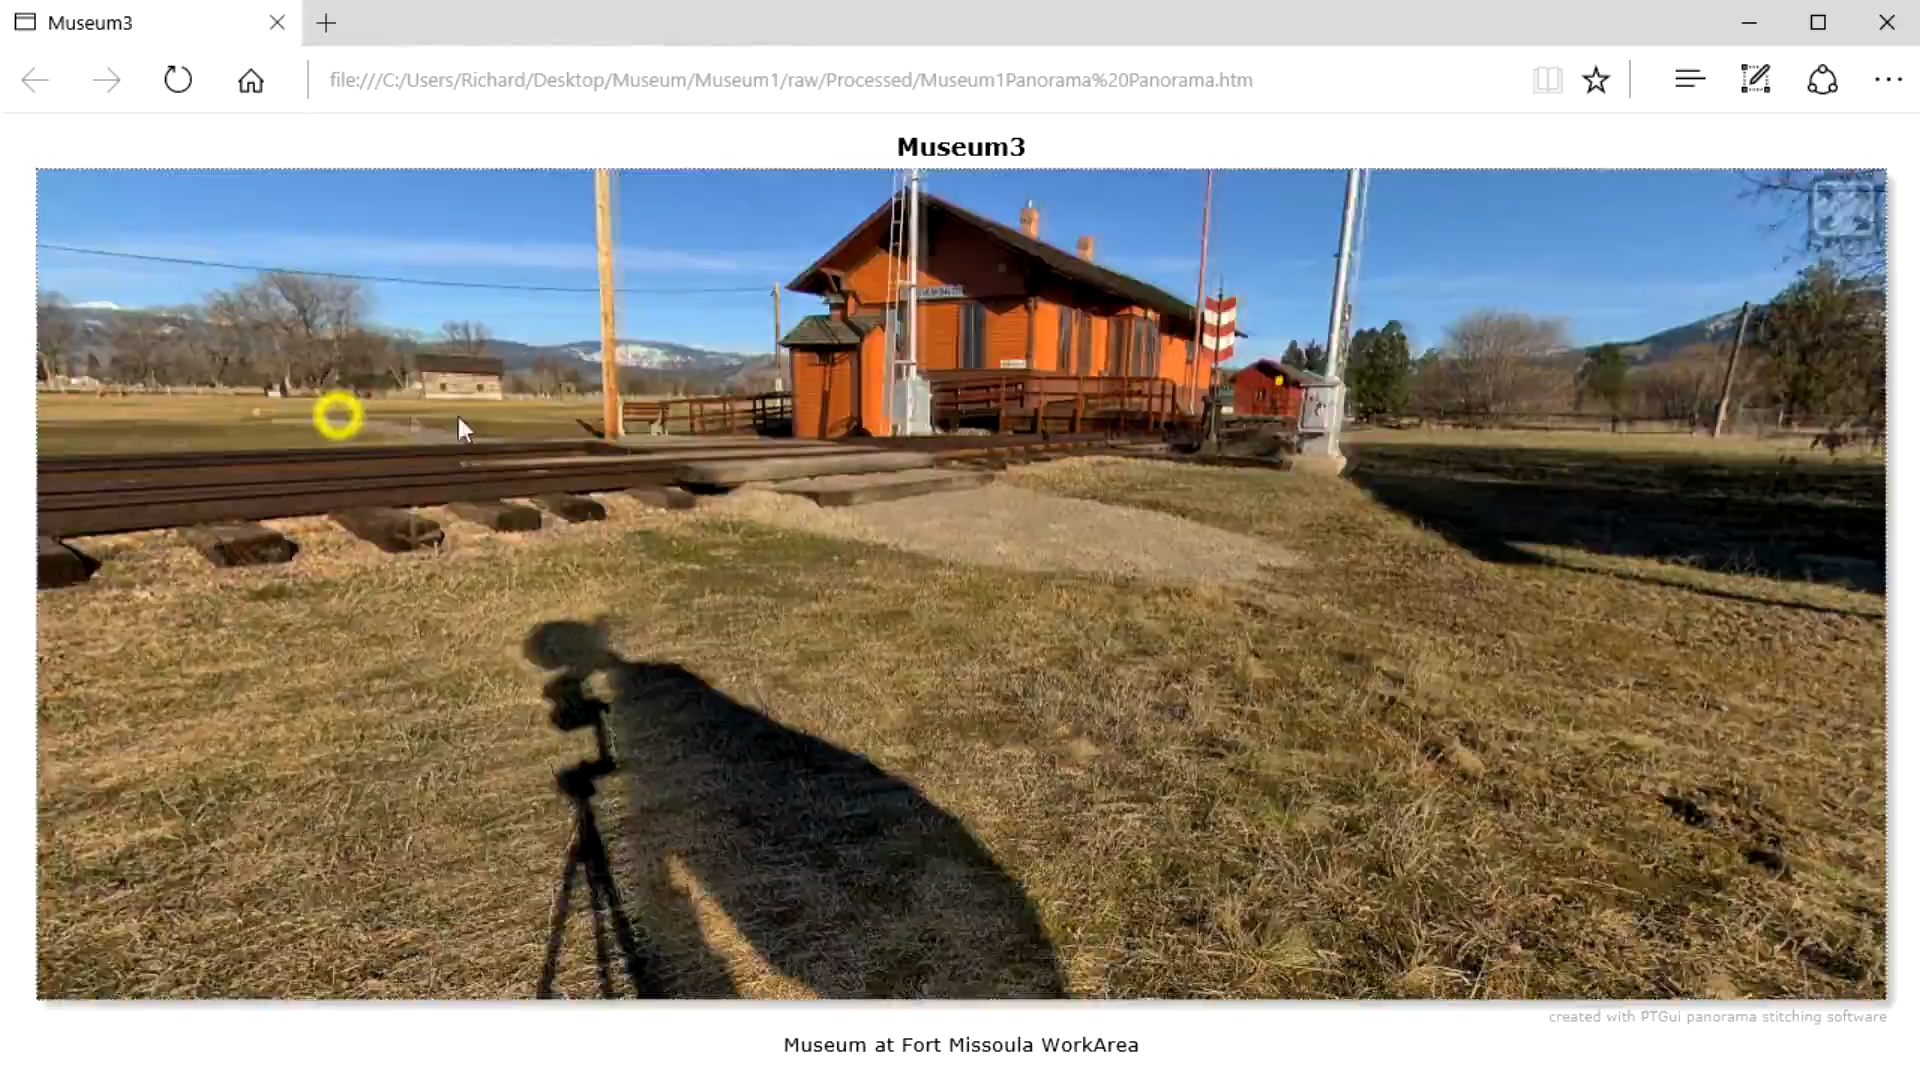 Museum3
file:///C:/Users/Richard/Desktop/Museum/Museum1/raw/Processed/Museum1Panorama%20Panorama.htm
Museum3
created with PTGui panorama stitching software
Museum at Fort Missoula WorkArea